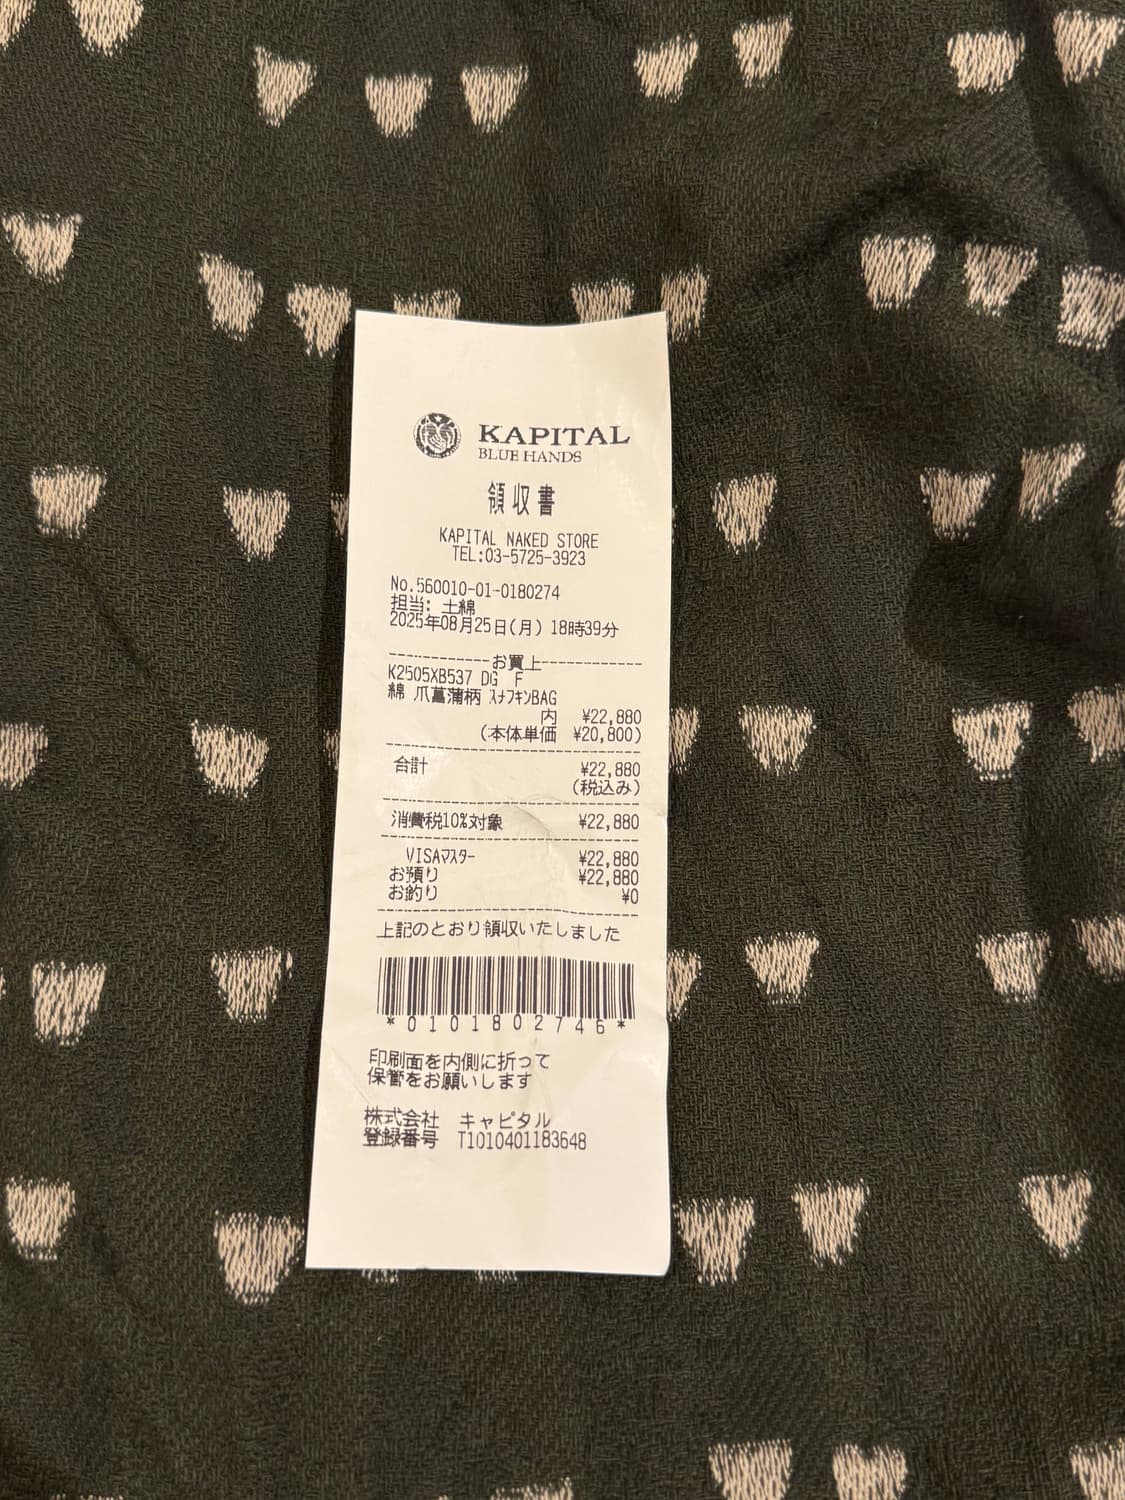 KAPITAL
BLUE HANDS
領収書
KAPITAL NAKED STORE
TEL:03-5725-3923
No.560010-01-0180274
担当: 土綿
2025年08月25日(月) 18時39分
------------お買上------------
K2505XB537 DG F
綿 爪菖蒲柄 ｽﾅﾌｷﾝBAG
内 ¥22,880
(本体単価 ¥20,800)
合計 ¥22,880
(税込み)
消費税10%対象 ¥22,880
VISAﾏｽﾀｰ ¥22,880
お預り ¥22,880
お釣り ¥0
上記のとおり領収いたしました
*0101802746*
印刷面を内側に折って
保管をお願いします
株式会社 キャピタル
登録番号 T1010401183648